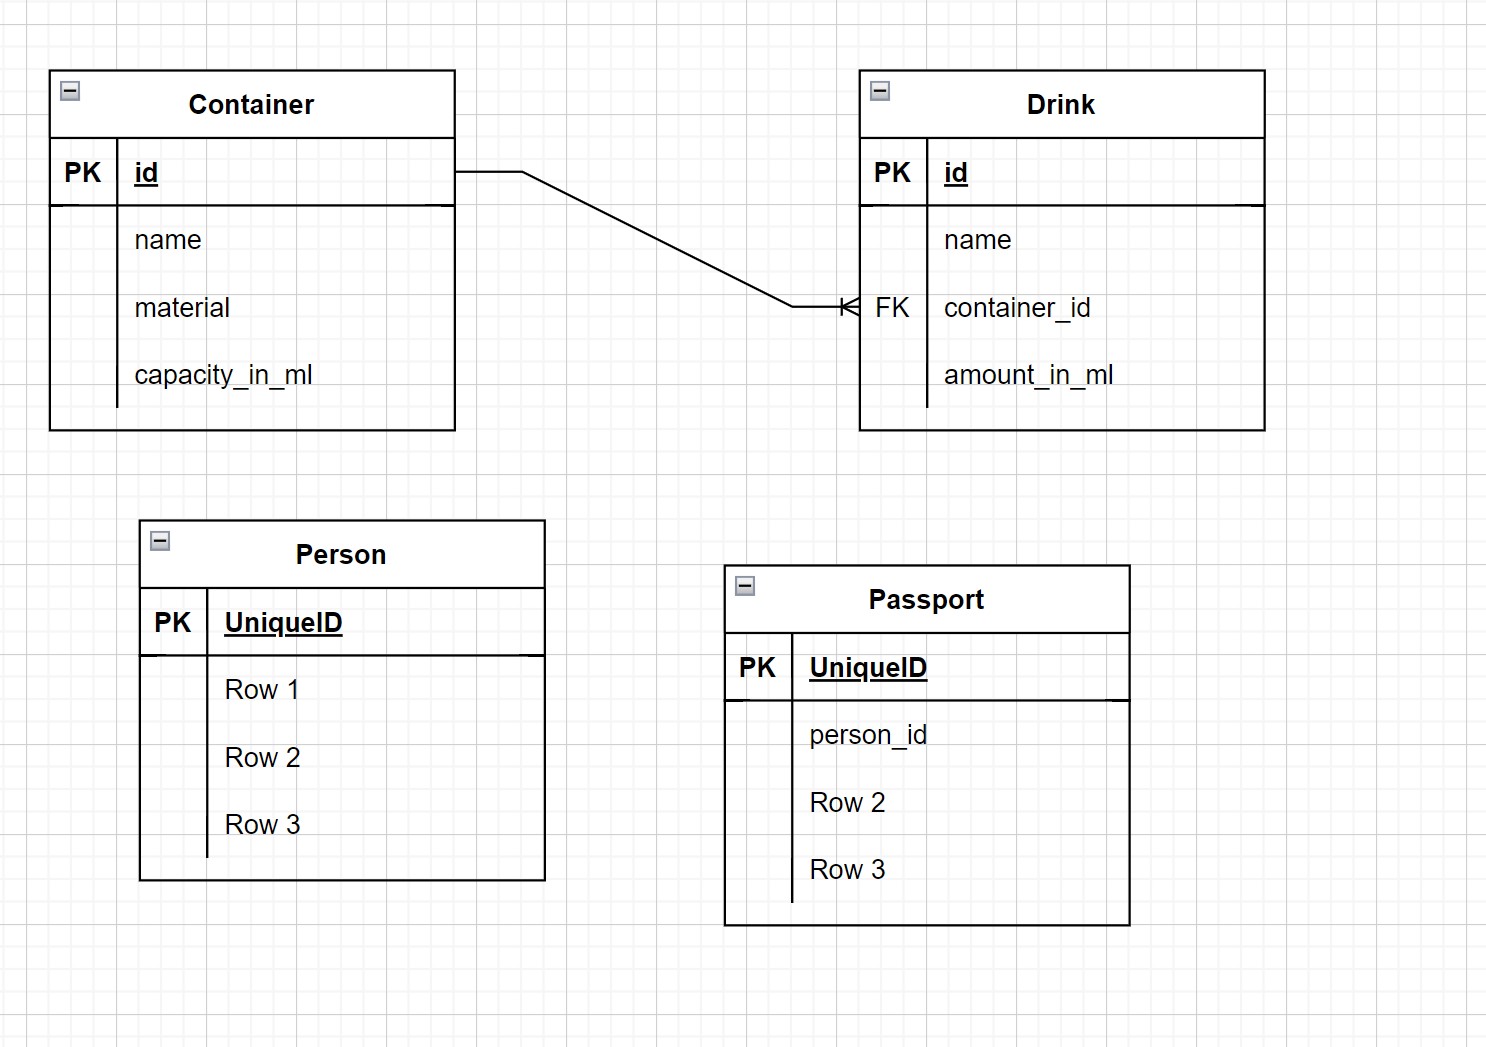 Container
PK id
name
material
capacity_in_ml
Drink
PK id
name
FK container_id
amount_in_ml
Person
PK UniqueID
Row 1
Row 2
Row 3
Passport
PK UniqueID
person_id
Row 2
Row 3